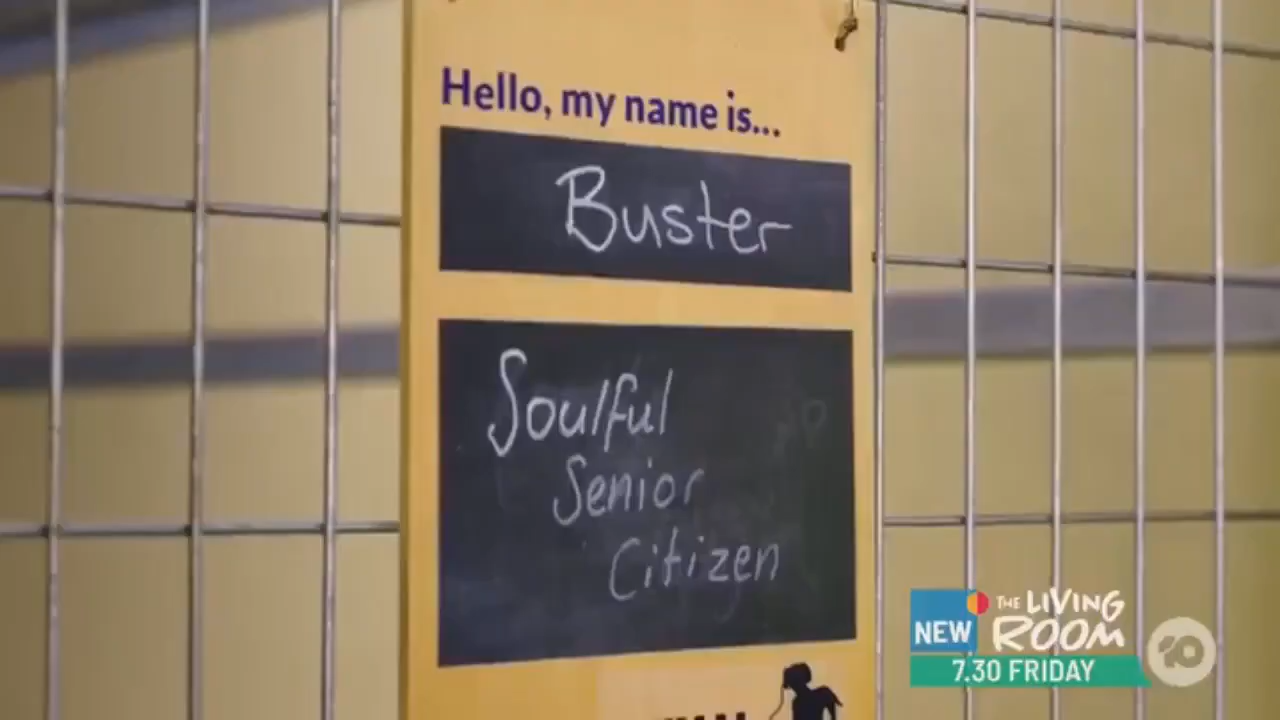 Hello, my name is...
Buster
Soulful
Senior
Citizen
NEW
THE LIVING
ROOM
7.30 FRIDAY
10